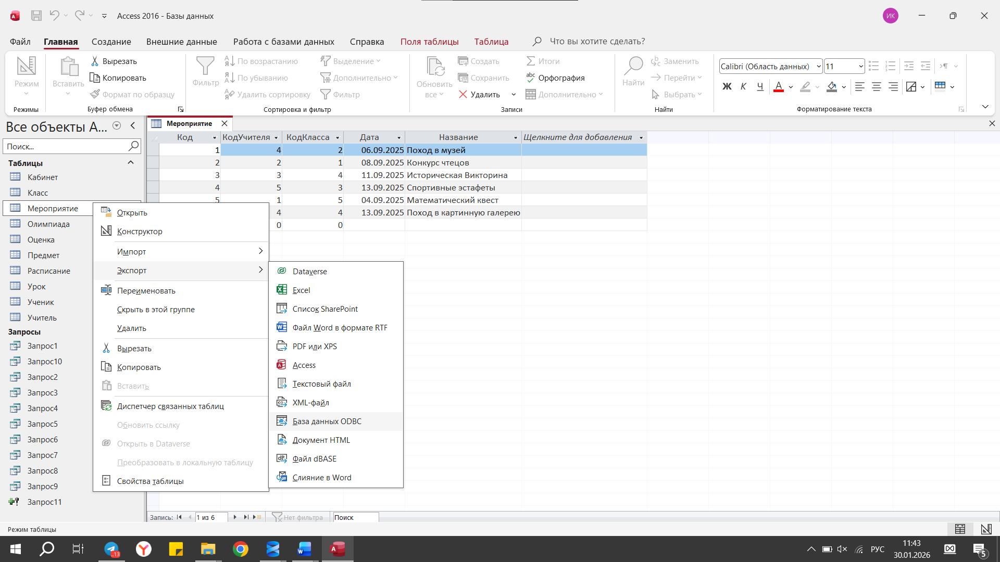 Access 2016 - Базы данных
ИК
Файл Главная Создание Внешние данные Работа с базами данных Справка Поля таблицы Таблица Что вы хотите сделать?
Режим
Режимы
Вставить
Вырезать
Копировать
Формат по образцу
Буфер обмена
Фильтр
По возрастанию
По убыванию
Удалить сортировку
Выделение
Дополнительно
Фильтр
Сортировка и фильтр
Обновить
все
Создать
Сохранить
Удалить
Итоги
Орфография
Дополнительно
Записи
Найти
Заменить
Перейти
Выбрать
Найти
Calibri (Область данных) 11
Ж К Ч
Форматирование текста
Все объекты A...
Поиск...
Таблицы
Кабинет
Класс
Мероприятие
Олимпиада
Оценка
Предмет
Расписание
Урок
Ученик
Учитель
Запросы
Запрос1
Запрос10
Запрос2
Запрос3
Запрос4
Запрос5
Запрос6
Запрос7
Запрос8
Запрос9
Запрос11
Мероприятие
Код КодУчителя КодКласса Дата Название Щелкните для добавления
1 4 2 06.09.2025 Поход в музей
2 2 1 08.09.2025 Конкурс чтецов
3 3 4 11.09.2025 Историческая Викторина
4 5 3 13.09.2025 Спортивные эстафеты
5 1 5 04.09.2025 Математический квест
4 4 13.09.2025 Поход в картинную галерею
0 0
Открыть
Конструктор
Импорт
Экспорт
Переименовать
Скрыть в этой группе
Удалить
Вырезать
Копировать
Вставить
Диспетчер связанных таблиц
Обновить ссылку
Открыть в Dataverse
Преобразовать в локальную таблицу
Свойства таблицы
Dataverse
Excel
Список SharePoint
Файл Word в формате RTF
PDF или XPS
Access
Текстовый файл
XML-файл
База данных ODBC
Документ HTML
Файл dBASE
Слияние в Word
Запись: 1 из 6 Нет фильтра Поиск
Режим таблицы
..13
РУС
11:43
30.01.2026
5